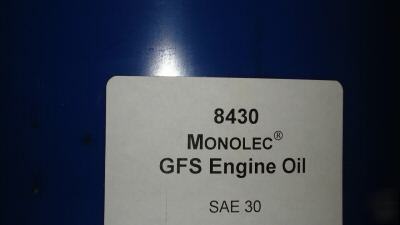 8430
MONOLEC®
GFS Engine Oil
SAE 30